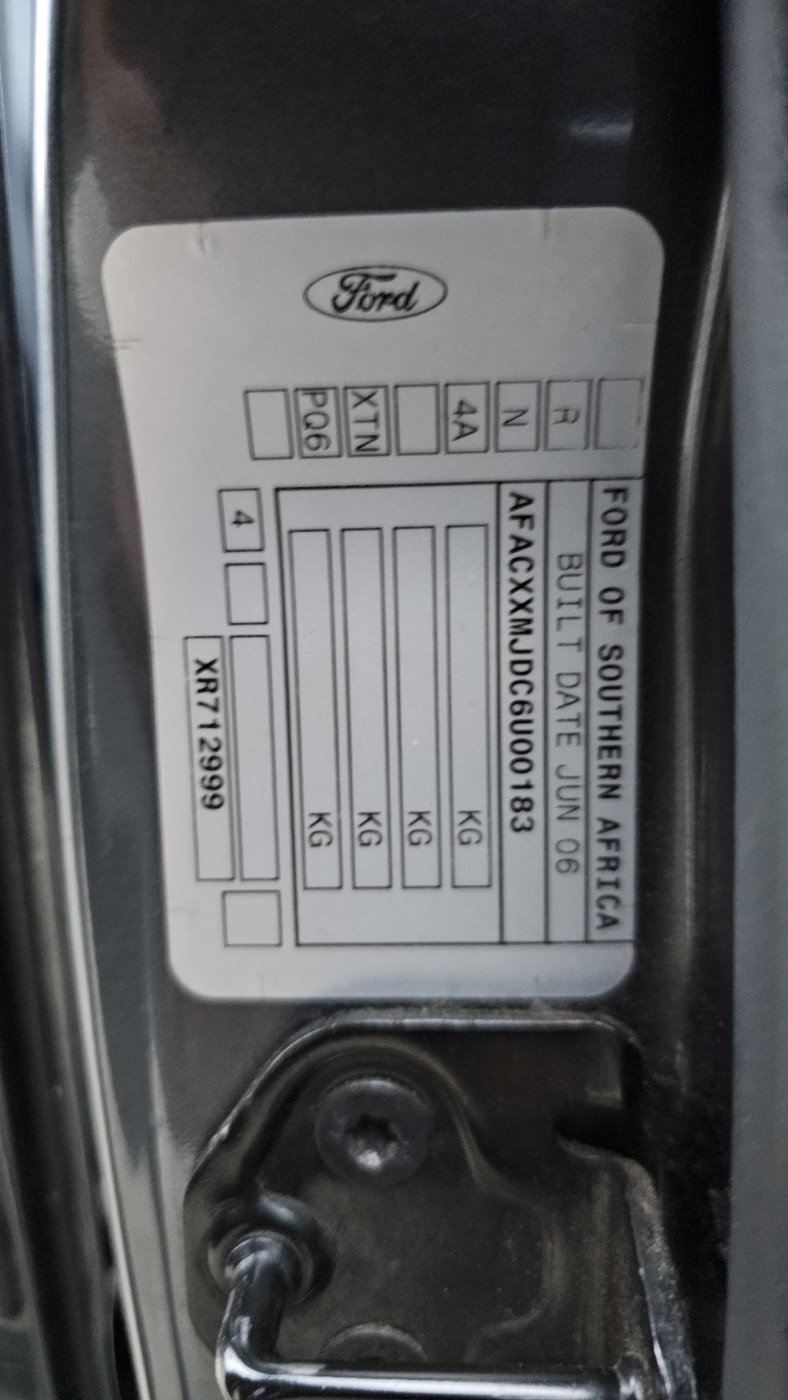 Ford
FORD OF SOUTHERN AFRICA
R
BUILT DATE JUN 06
N
AFACXXMJDC6U00183
4A
KG
KG
XTN
KG
PQ6
KG
4
XR712999